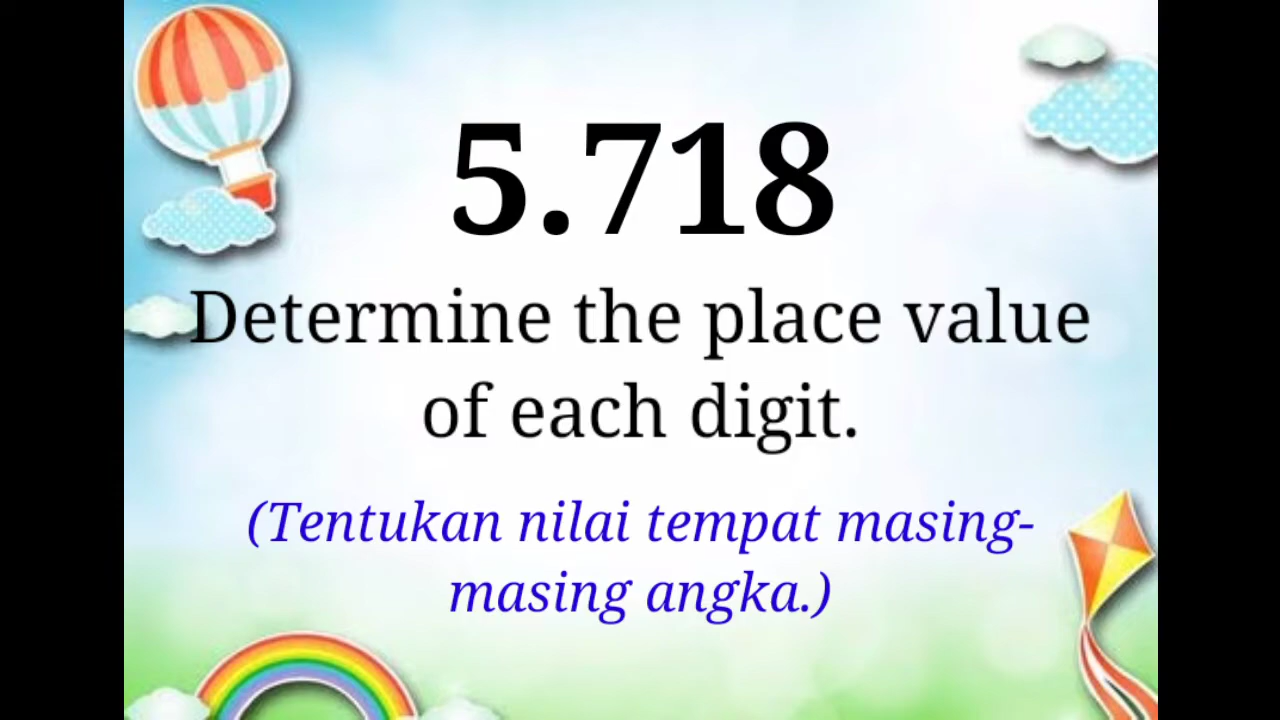 5.718
Determine the place value
of each digit.
(Tentukan nilai tempat masing-
masing angka.)